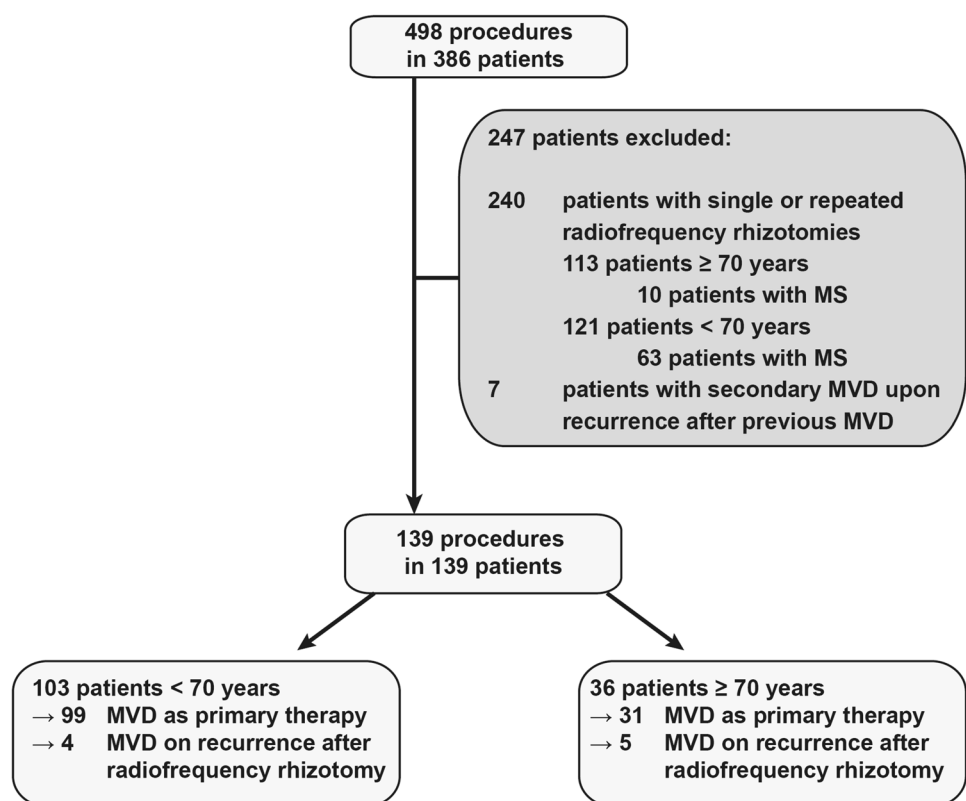 498 procedures
in 386 patients
247 patients excluded:
240 patients with single or repeated
radiofrequency rhizotomies
113 patients ≥ 70 years
10 patients with MS
121 patients < 70 years
63 patients with MS
7 patients with secondary MVD upon
recurrence after previous MVD
139 procedures
in 139 patients
103 patients < 70 years
→ 99 MVD as primary therapy
→ 4 MVD on recurrence after
radiofrequency rhizotomy
36 patients ≥ 70 years
→ 31 MVD as primary therapy
→ 5 MVD on recurrence after
radiofrequency rhizotomy